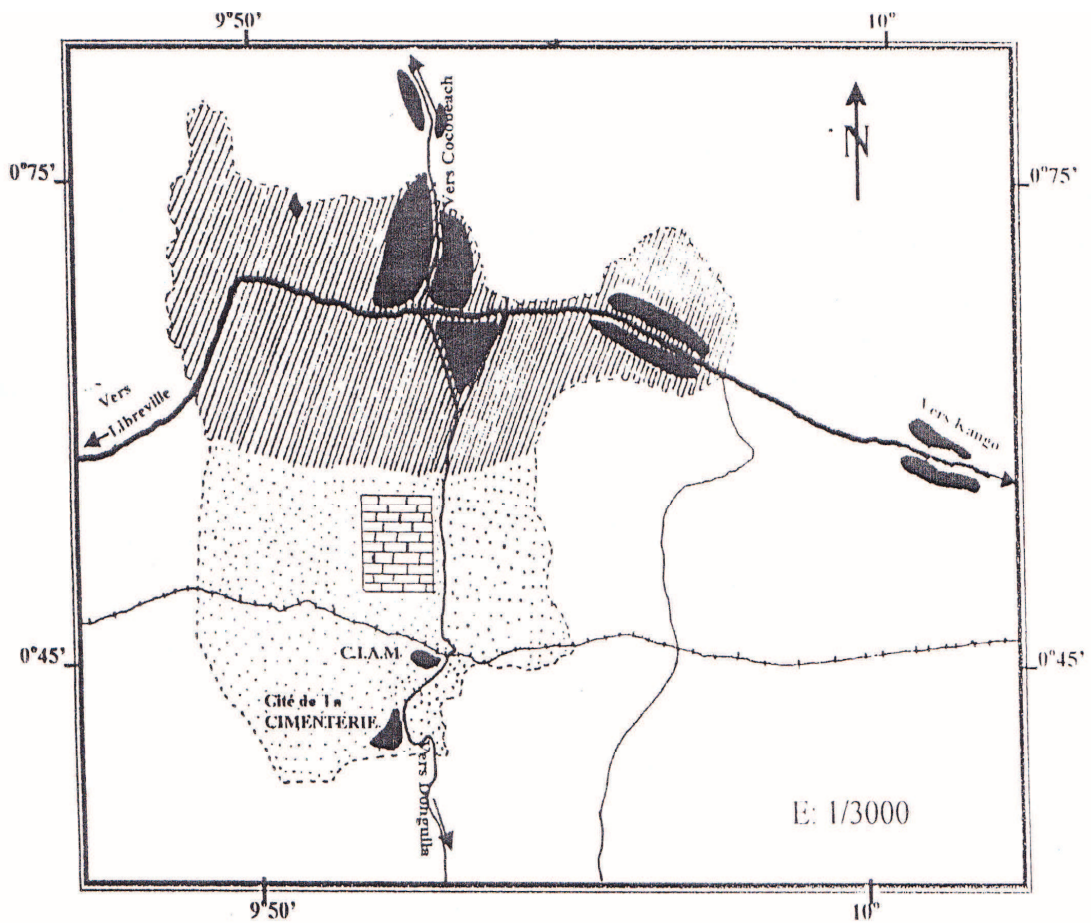 9°50'
10°
0°75'
Vers Cocobeach
N
0°75'
Vers
Libreville
Vers Kango
0°45'
C.I.A.M.
0°45'
Cité de la
CIMENTERIE
Vers Donguila
E: 1/3000
9°50'
10°